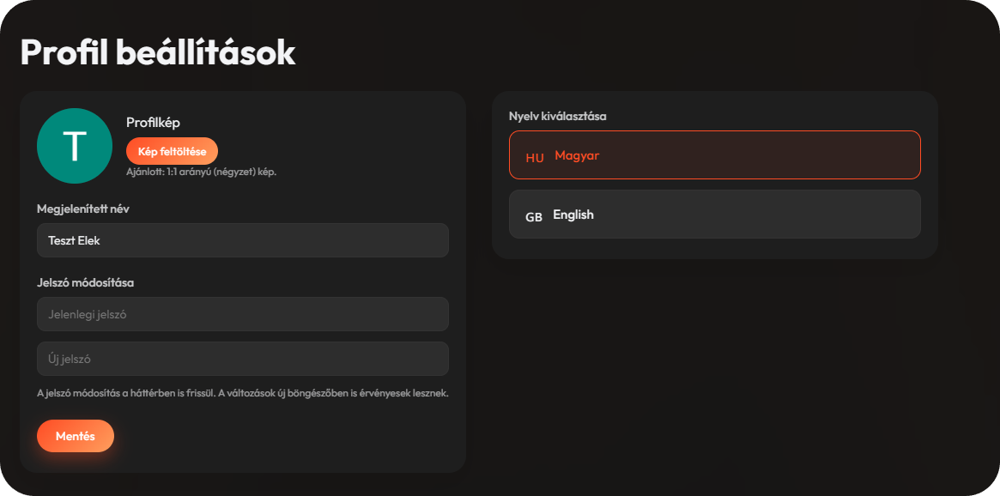 Profil beállítások
T
Profilkép
Kép feltöltése
Ajánlott: 1:1 arányú (négyzet) kép.
Megjelenített név
Teszt Elek
Jelszó módosítása
Jelenlegi jelszó
Új jelszó
A jelszó módosítás a háttérben is frissül. A változások új böngészőben is érvényesek lesznek.
Mentés
Nyelv kiválasztása
HU Magyar
GB English